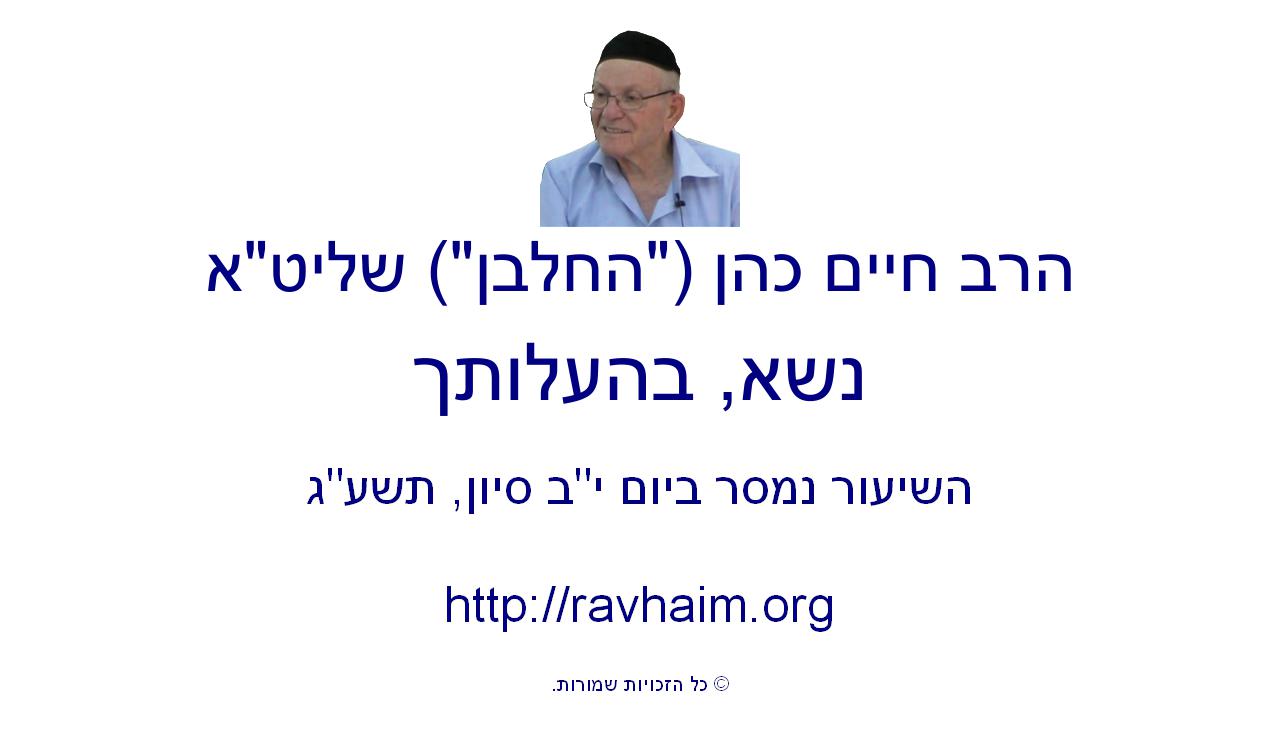 הרב חיים כהן ("החלבן") שליט"א
נשא, בהעלותך
השיעור נמסר ביום י''ב סיון, תשע''ג
http://ravhaim.org
© כל הזכויות שמורות.